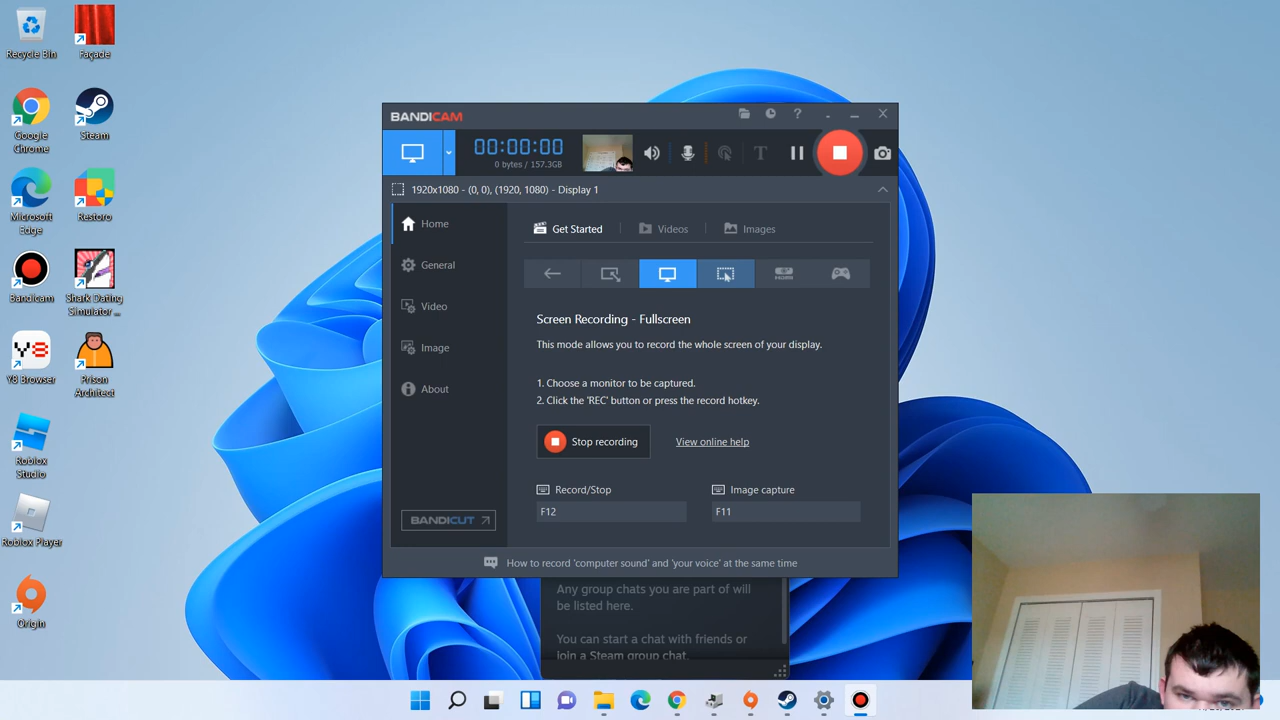 Recycle Bin
Façade
Google
Chrome
Steam
Microsoft
Edge
Restoro
Bandicam
Shark Dating
Simulator ...
Y8
Y8 Browser
Prison
Architect
Roblox
Studio
Roblox Player
Origin
BANDICAM
00:00:00
0 bytes / 157.3GB
1920x1080 - (0, 0), (1920, 1080) - Display 1
Home
General
Video
Image
About
BANDICUT
Get Started
Videos
Images
Screen Recording - Fullscreen
This mode allows you to record the whole screen of your display.
1. Choose a monitor to be captured.
2. Click the 'REC' button or press the record hotkey.
Stop recording
View online help
Record/Stop
Image capture
F12
F11
How to record 'computer sound' and 'your voice' at the same time
Any group chats you are part of will
be listed here.
You can start a chat with friends or
join a Steam group chat.